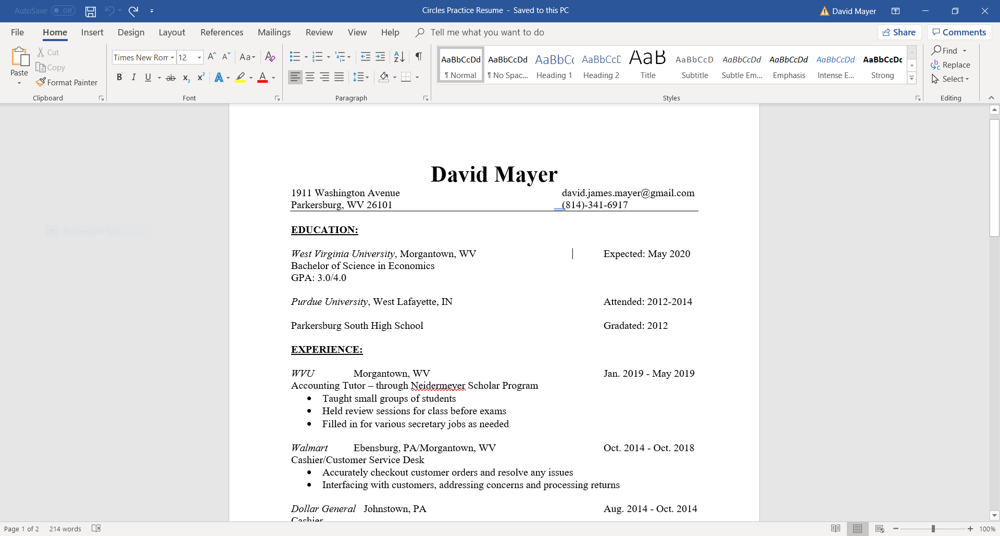 AutoSave Off
Circles Practice Resume - Saved to this PC
David Mayer
File Home Insert Design Layout References Mailings Review View Help Tell me what you want to do
Share Comments
Paste
Cut
Copy
Format Painter
Clipboard
Times New Rom 12
Font
Paragraph
AaBbCcDd AaBbCcDd AaBbCc AaBbCcD AaB AaBbCcD AaBbCcDd AaBbCcDd AaBbCcDd AaBbCcDc
¶ Normal ¶ No Spac... Heading 1 Heading 2 Title Subtitle Subtle Em... Emphasis Intense E... Strong
Styles
Find
Replace
Select
Editing
Rectangular Snip
David Mayer
1911 Washington Avenue david.james.mayer@gmail.com
Parkersburg, WV 26101 (814)-341-6917
EDUCATION:
West Virginia University, Morgantown, WV Expected: May 2020
Bachelor of Science in Economics
GPA: 3.0/4.0
Purdue University, West Lafayette, IN Attended: 2012-2014
Parkersburg South High School Gradated: 2012
EXPERIENCE:
WVU Morgantown, WV Jan. 2019 - May 2019
Accounting Tutor – through Neidermeyer Scholar Program
• Taught small groups of students
• Held review sessions for class before exams
• Filled in for various secretary jobs as needed
Walmart Ebensburg, PA/Morgantown, WV Oct. 2014 - Oct. 2018
Cashier/Customer Service Desk
• Accurately checkout customer orders and resolve any issues
• Interfacing with customers, addressing concerns and processing returns
Dollar General Johnstown, PA Aug. 2014 - Oct. 2014
Cashier
Page 1 of 2 214 words 100%